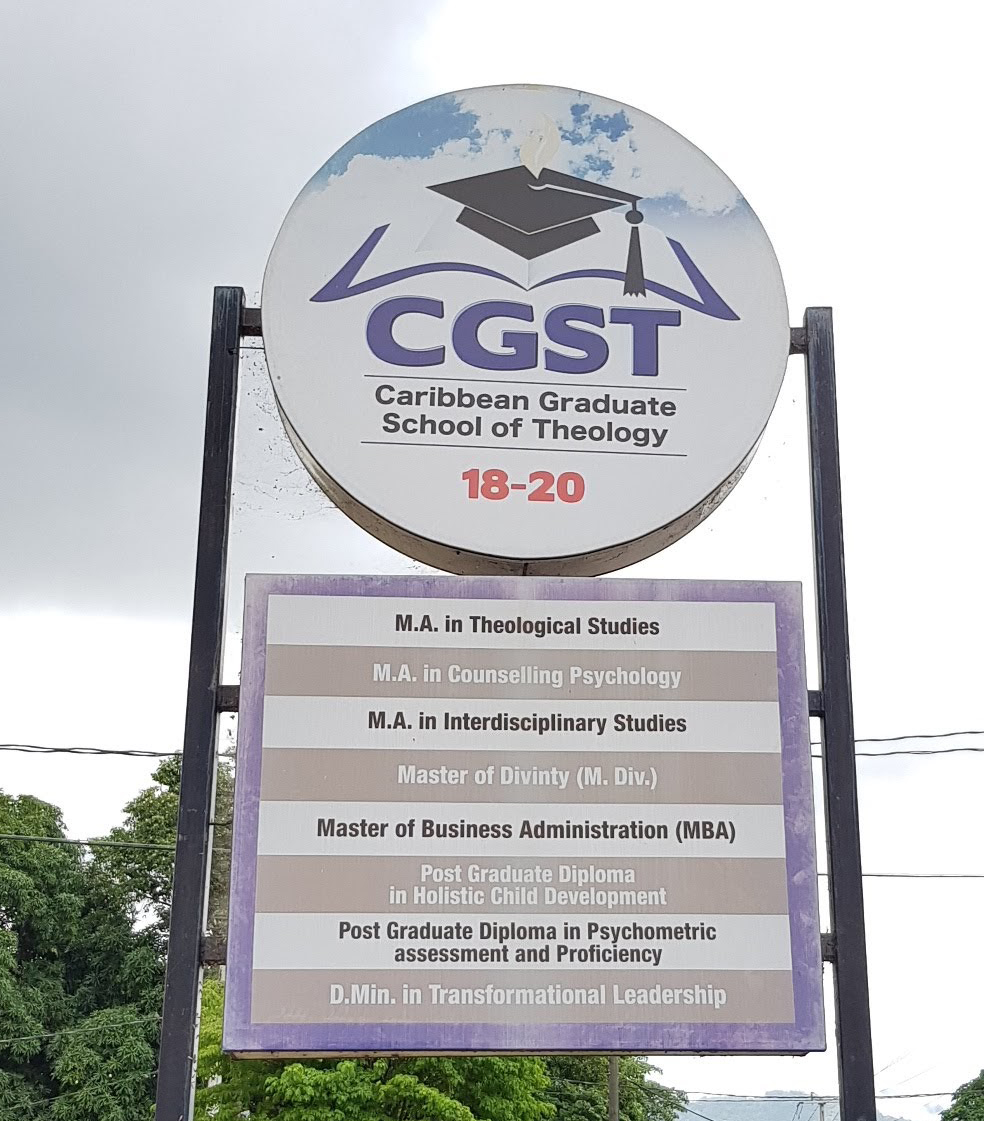 CGST
Caribbean Graduate
School of Theology
18-20
M.A. in Theological Studies
M.A. in Counselling Psychology
M.A. in Interdisciplinary Studies
Master of Divinty (M. Div.)
Master of Business Administration (MBA)
Post Graduate Diploma
in Holistic Child Development
Post Graduate Diploma in Psychometric
assessment and Proficiency
D.Min. in Transformational Leadership